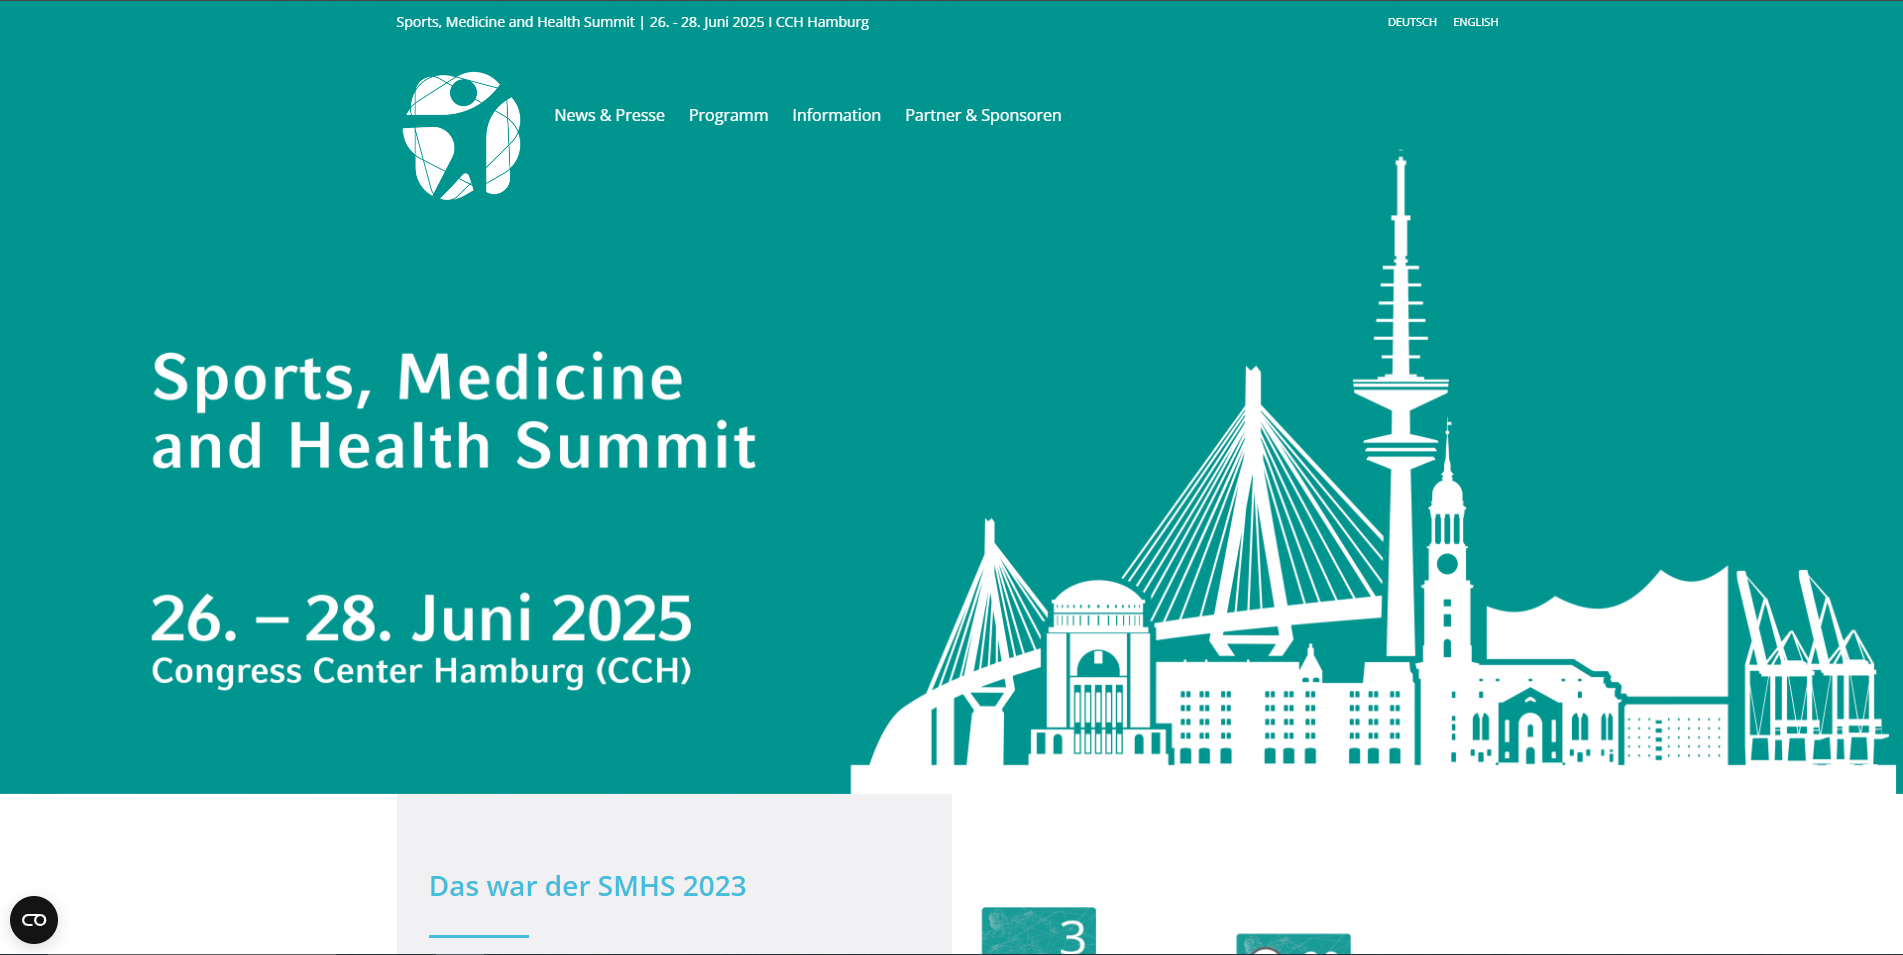 Sports, Medicine and Health Summit | 26. - 28. Juni 2025 I CCH Hamburg
DEUTSCH ENGLISH
News & Presse Programm Information Partner & Sponsoren
Sports, Medicine
and Health Summit
26. – 28. Juni 2025
Congress Center Hamburg (CCH)
Das war der SMHS 2023
3